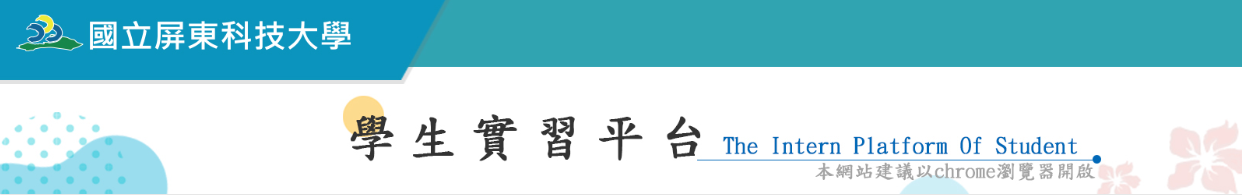 國立屏東科技大學
學生實習平台 The Intern Platform Of Student
本網站建議以chrome瀏覽器開啟